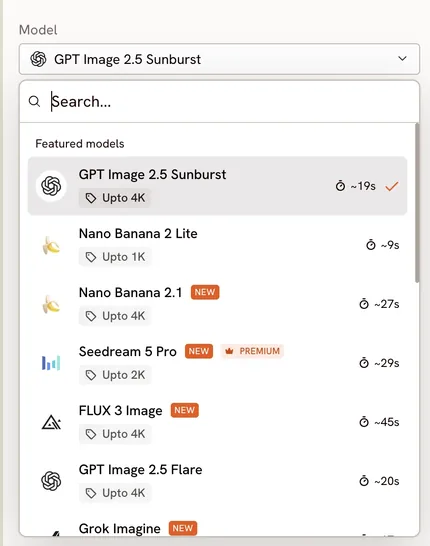 Model
GPT Image 2.5 Sunburst
Search...
Featured models
GPT Image 2.5 Sunburst
~19s
Upto 4K
Nano Banana 2 Lite
~9s
Upto 1K
Nano Banana 2.1 NEW
~27s
Upto 4K
Seedream 5 Pro NEW PREMIUM
~29s
Upto 2K
FLUX 3 Image NEW
~45s
Upto 4K
GPT Image 2.5 Flare
~20s
Upto 4K
Grok Imagine NEW